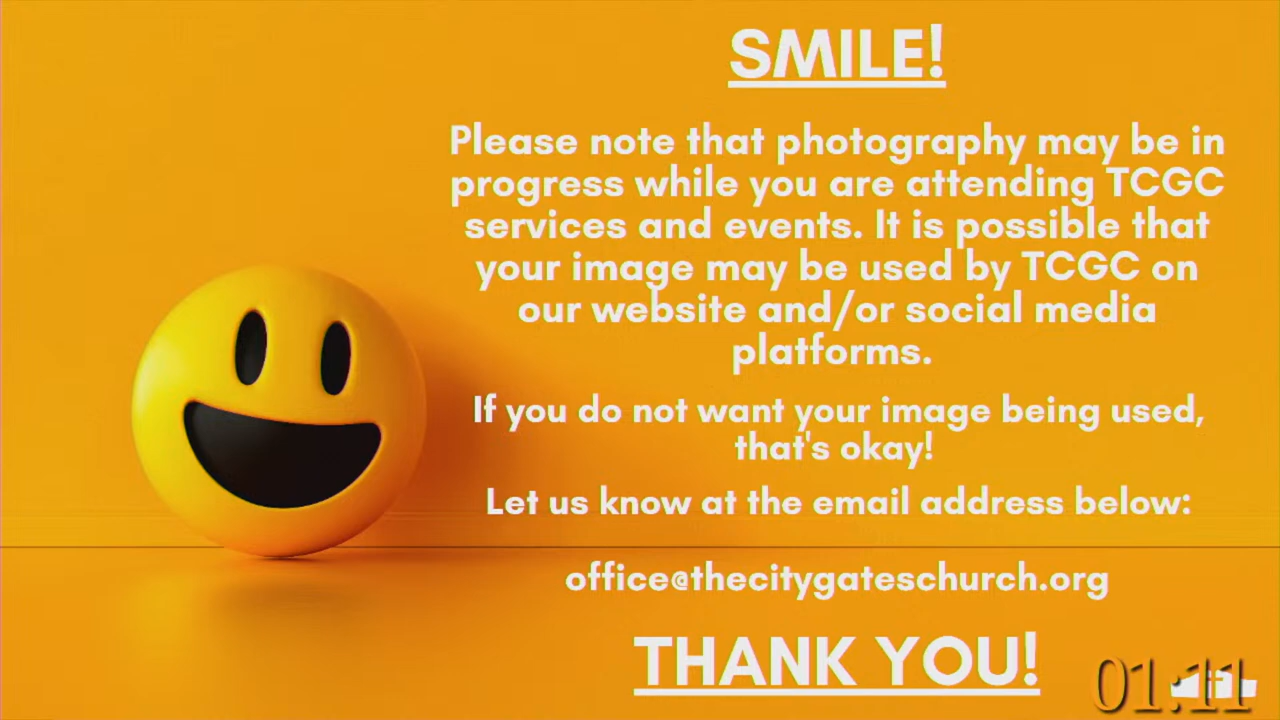 SMILE!
Please note that photography may be in
progress while you are attending TCGC
services and events. It is possible that
your image may be used by TCGC on
our website and/or social media
platforms.
If you do not want your image being used,
that's okay!
Let us know at the email address below:
office@thecitygateschurch.org
THANK YOU!
01:11